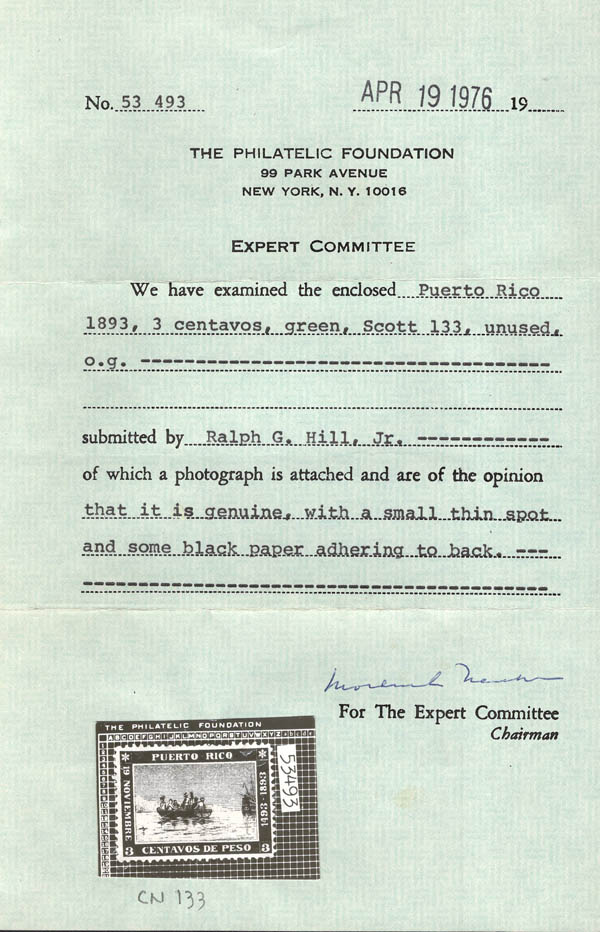 No. 53 493
APR 19 1976 19
THE PHILATELIC FOUNDATION
99 PARK AVENUE
NEW YORK, N. Y. 10016
EXPERT COMMITTEE
We have examined the enclosed Puerto Rico
1893, 3 centavos, green, Scott 133, unused,
o.g. ----------------------------------
submitted by Ralph G. Hill, Jr. ------------
of which a photograph is attached and are of the opinion
that it is genuine, with a small thin spot
and some black paper adhering to back. ---
For The Expert Committee
Chairman
THE PHILATELIC FOUNDATION
ABCDEFGHIJKLMNOPQRSTUVWXYZ
PUERTO RICO
19 NOVIEMBRE
1493-1893
53493
3 CENTAVOS DE PESO 3
CN 133